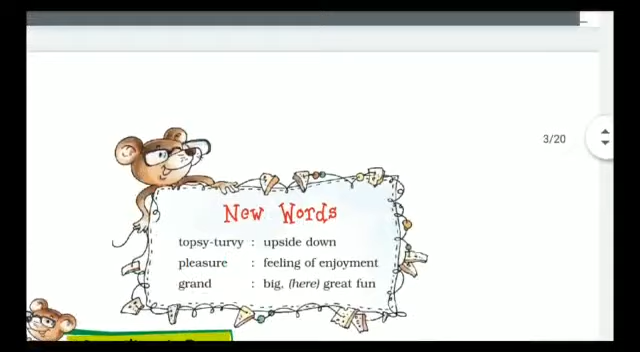 3/20
New Words
topsy-turvy : upside down
pleasure : feeling of enjoyment
grand : big, (here) great fun